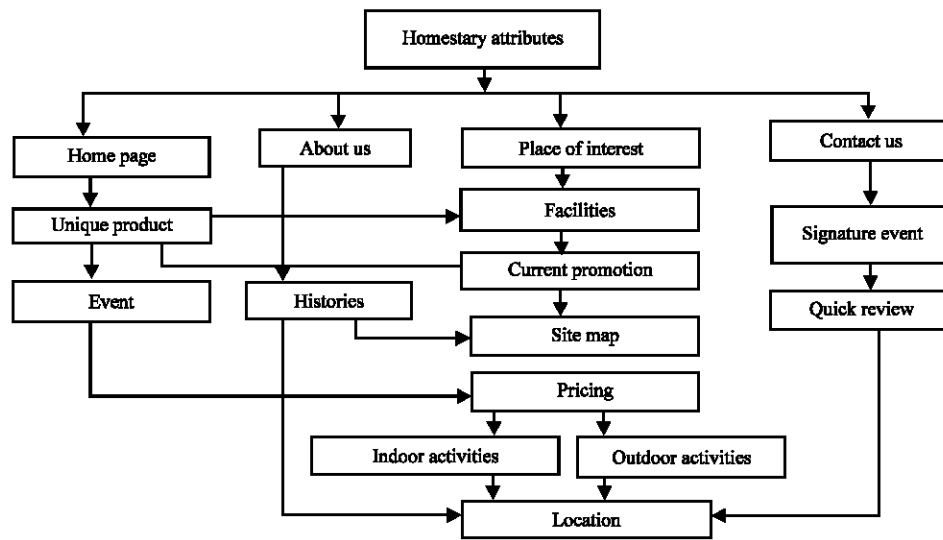 Homestary attributes
Home page
About us
Place of interest
Contact us
Unique product
Facilities
Signature event
Event
Histories
Current promotion
Quick review
Site map
Pricing
Indoor activities
Outdoor activities
Location